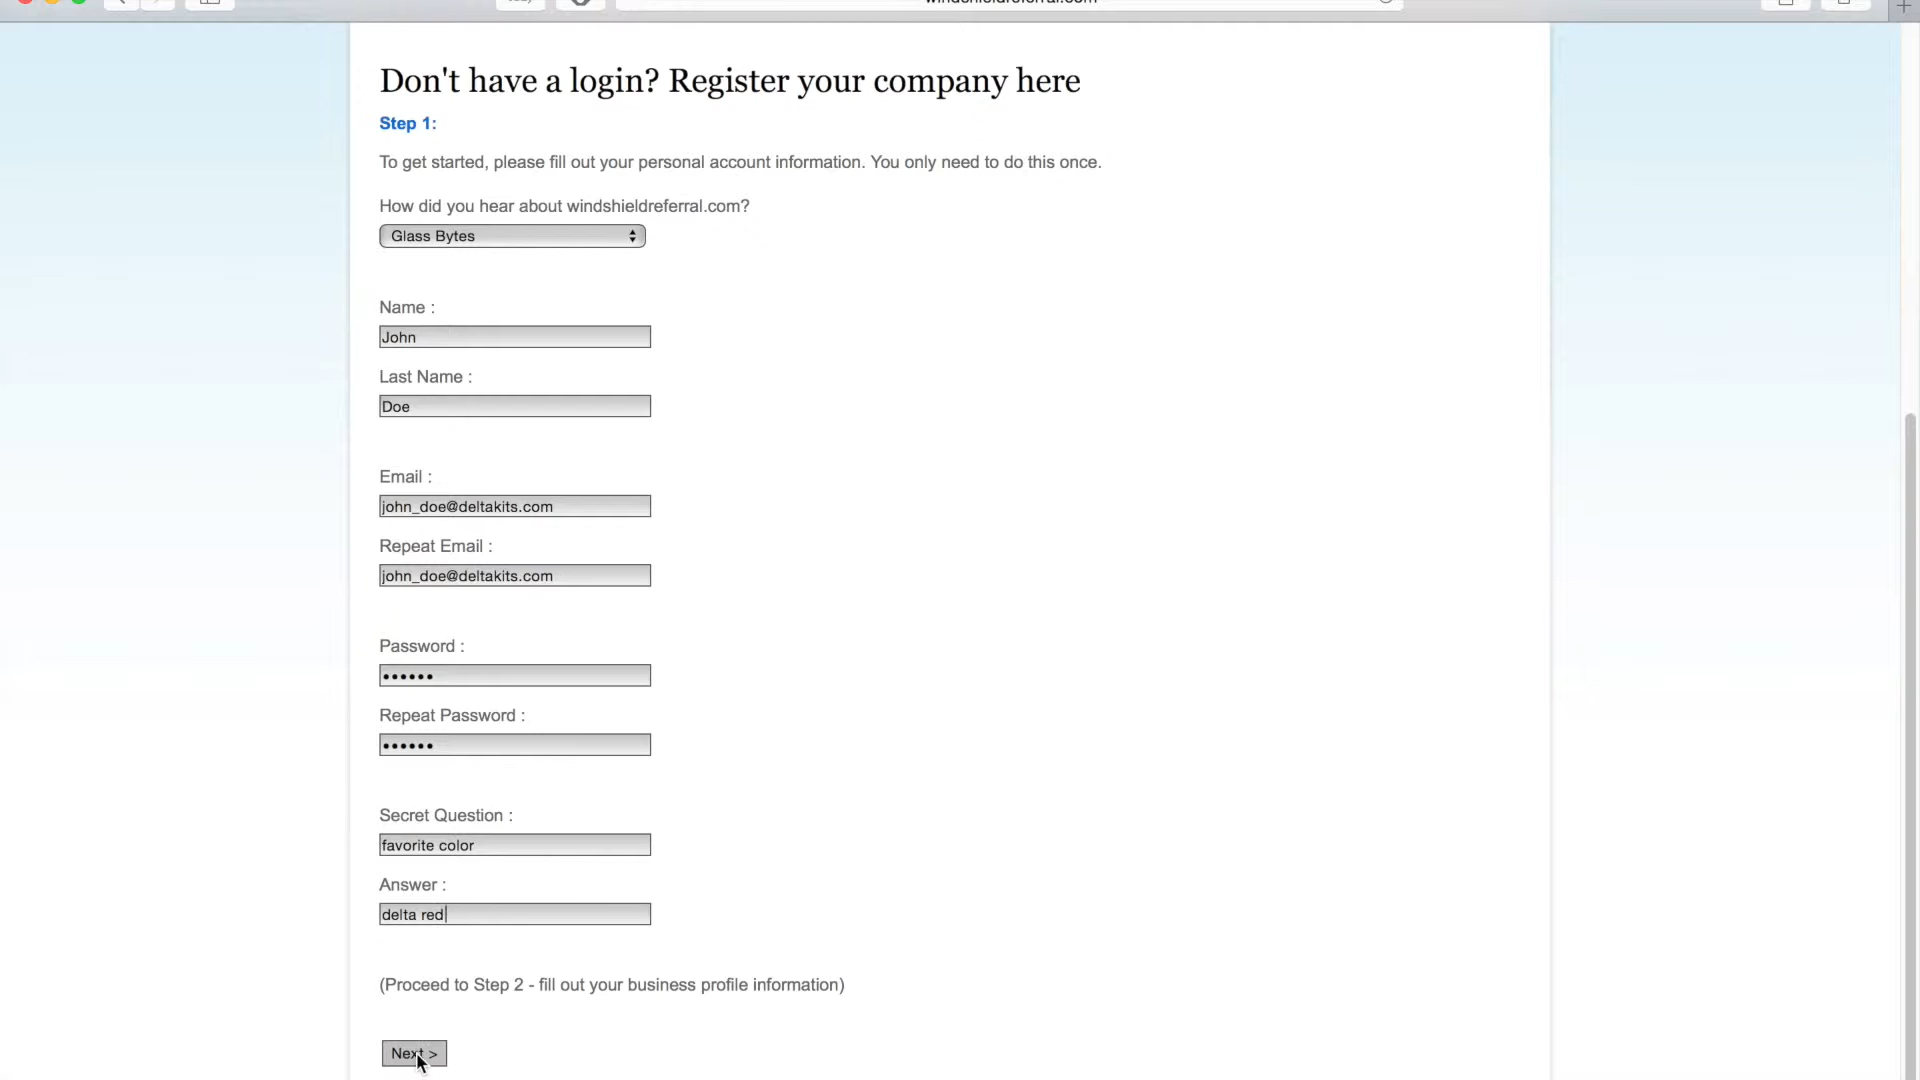 windshieldreferral.com
Don't have a login? Register your company here
Step 1:
To get started, please fill out your personal account information. You only need to do this once.
How did you hear about windshieldreferral.com?
Glass Bytes
Name :
John
Last Name :
Doe
Email :
john_doe@deltakits.com
Repeat Email :
john_doe@deltakits.com
Password :
••••••
Repeat Password :
••••••
Secret Question :
favorite color
Answer :
delta red
(Proceed to Step 2 - fill out your business profile information)
Next >